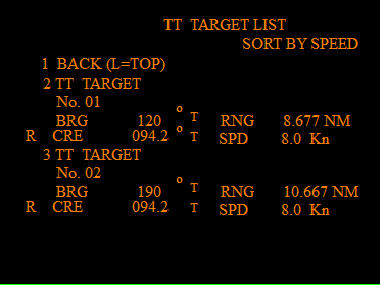 TT TARGET LIST
SORT BY SPEED
1 BACK (L=TOP)
2 TT TARGET
No. 01
BRG 120 ° T RNG 8.677 NM
R CRE 094.2 ° T SPD 8.0 Kn
3 TT TARGET
No. 02
BRG 190 ° T RNG 10.667 NM
R CRE 094.2 T SPD 8.0 Kn